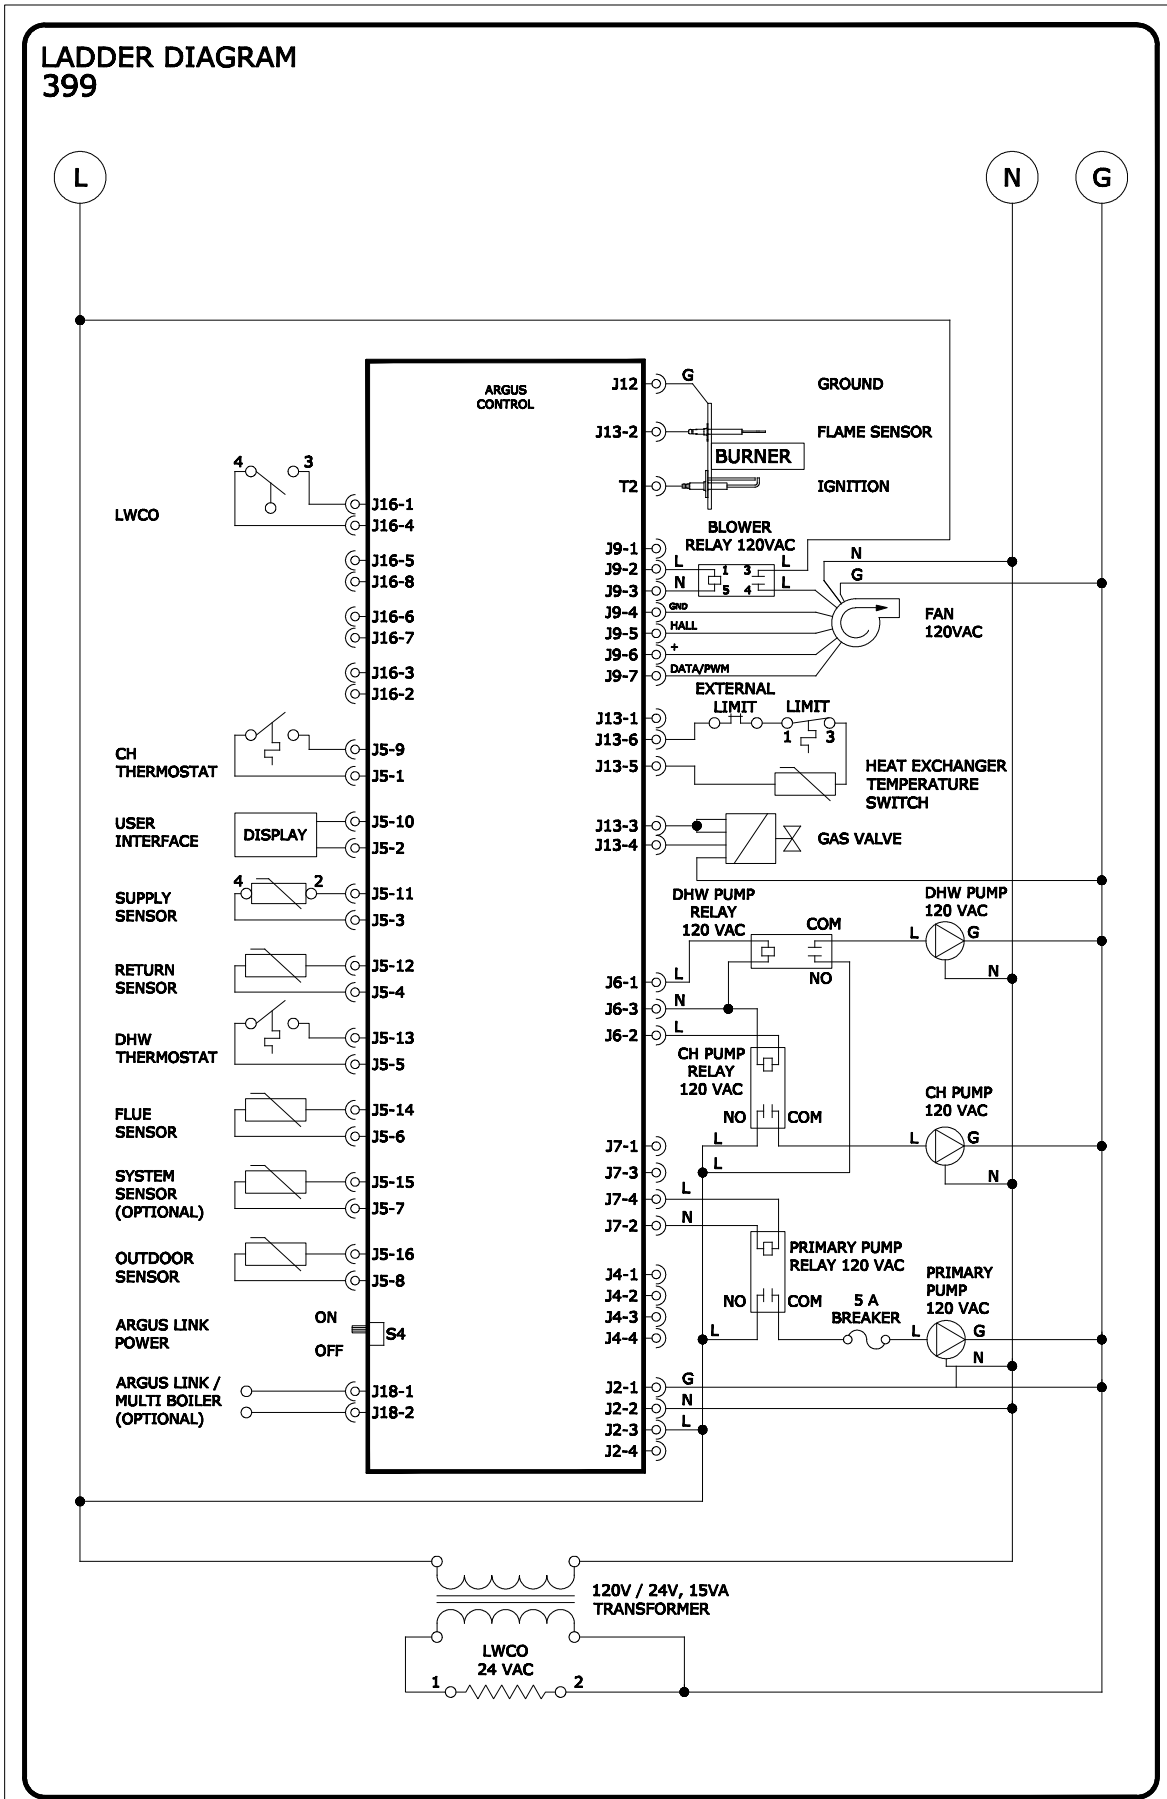 LADDER DIAGRAM
399
L
N
G
ARGUS
CONTROL
LWCO
4
3
J16-1
J16-4
J16-5
J16-8
J16-6
J16-7
J16-3
J16-2
CH
THERMOSTAT
J5-9
J5-1
USER
INTERFACE
DISPLAY
J5-10
J5-2
SUPPLY
SENSOR
4
2
J5-11
J5-3
RETURN
SENSOR
J5-12
J5-4
DHW
THERMOSTAT
J5-13
J5-5
FLUE
SENSOR
J5-14
J5-6
SYSTEM
SENSOR
(OPTIONAL)
J5-15
J5-7
OUTDOOR
SENSOR
J5-16
J5-8
ARGUS LINK
POWER
ON
OFF
S4
ARGUS LINK /
MULTI BOILER
(OPTIONAL)
J18-1
J18-2
J12
G
GROUND
J13-2
FLAME SENSOR
BURNER
T2
IGNITION
BLOWER
RELAY 120VAC
J9-1
J9-2
L
1
3
L
J9-3
N
5
4
L
N
G
J9-4
GND
J9-5
HALL
J9-6
+
J9-7
DATA/PWM
FAN
120VAC
EXTERNAL
LIMIT
LIMIT
1
3
J13-1
J13-6
J13-5
HEAT EXCHANGER
TEMPERATURE
SWITCH
J13-3
J13-4
GAS VALVE
DHW PUMP
RELAY
120 VAC
COM
NO
DHW PUMP
120 VAC
L
G
N
J6-1
L
J6-3
N
J6-2
L
CH PUMP
RELAY
120 VAC
NO
COM
CH PUMP
120 VAC
L
G
N
J7-1
L
J7-3
L
J7-4
L
J7-2
N
PRIMARY PUMP
RELAY 120 VAC
NO
COM
5 A
BREAKER
PRIMARY
PUMP
120 VAC
L
G
N
J4-1
J4-2
J4-3
J4-4
L
J2-1
G
J2-2
N
J2-3
L
J2-4
120V / 24V, 15VA
TRANSFORMER
LWCO
24 VAC
1
2